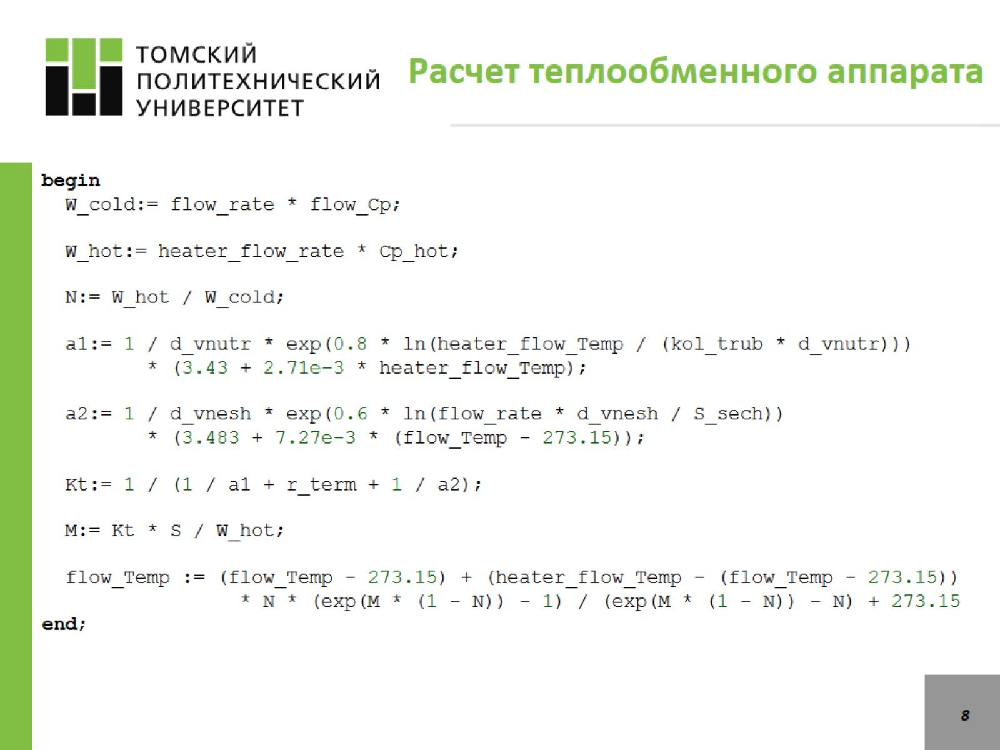 ТОМСКИЙ
ПОЛИТЕХНИЧЕСКИЙ
УНИВЕРСИТЕТ
Расчет теплообменного аппарата
begin
W_cold:= flow_rate * flow_Cp;
W_hot:= heater_flow_rate * Cp_hot;
N:= W_hot / W_cold;
a1:= 1 / d_vnutr * exp(0.8 * ln(heater_flow_Temp / (kol_trub * d_vnutr)))
* (3.43 + 2.71e-3 * heater_flow_Temp);
a2:= 1 / d_vnesh * exp(0.6 * ln(flow_rate * d_vnesh / S_sech))
* (3.483 + 7.27e-3 * (flow_Temp - 273.15));
Kt:= 1 / (1 / a1 + r_term + 1 / a2);
M:= Kt * S / W_hot;
flow_Temp := (flow_Temp - 273.15) + (heater_flow_Temp - (flow_Temp - 273.15))
* N * (exp(M * (1 - N)) - 1) / (exp(M * (1 - N)) - N) + 273.15
end;
8